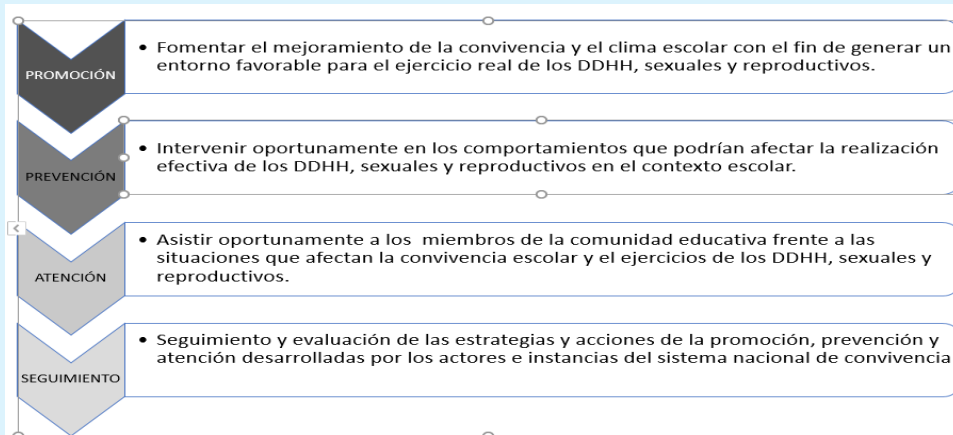 PROMOCIÓN
• Fomentar el mejoramiento de la convivencia y el clima escolar con el fin de generar un
entorno favorable para el ejercicio real de los DDHH, sexuales y reproductivos.
PREVENCIÓN
• Intervenir oportunamente en los comportamientos que podrían afectar la realización
efectiva de los DDHH, sexuales y reproductivos en el contexto escolar.
ATENCIÓN
• Asistir oportunamente a los miembros de la comunidad educativa frente a las
situaciones que afectan la convivencia escolar y el ejercicios de los DDHH, sexuales y
reproductivos.
SEGUIMIENTO
• Seguimiento y evaluación de las estrategias y acciones de la promoción, prevención y
atención desarrolladas por los actores e instancias del sistema nacional de convivencia